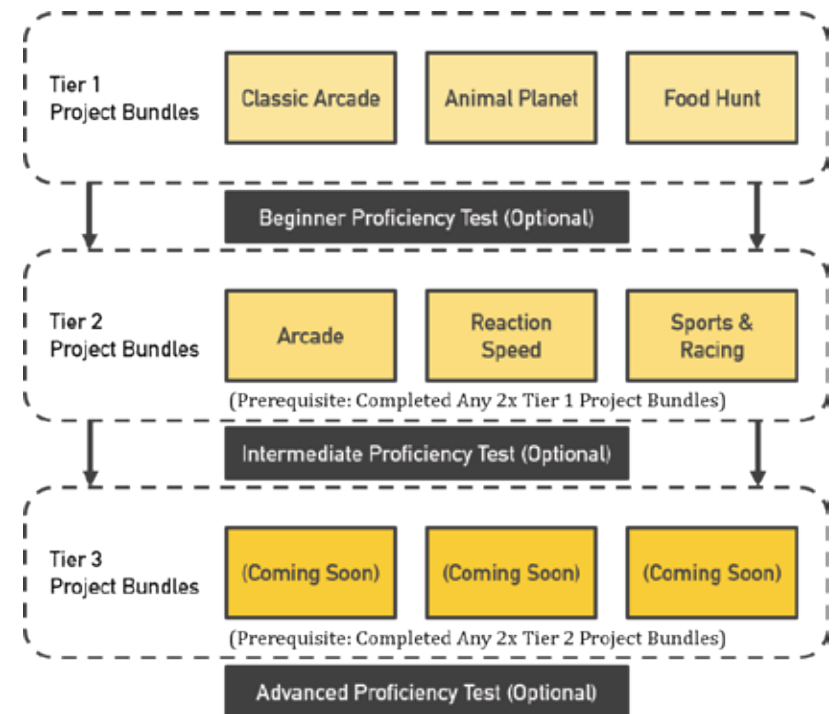 Tier 1
Project Bundles
Classic Arcade
Animal Planet
Food Hunt
Beginner Proficiency Test (Optional)
Tier 2
Project Bundles
Arcade
Reaction
Speed
Sports &
Racing
(Prerequisite: Completed Any 2x Tier 1 Project Bundles)
Intermediate Proficiency Test (Optional)
Tier 3
Project Bundles
(Coming Soon)
(Coming Soon)
(Coming Soon)
(Prerequisite: Completed Any 2x Tier 2 Project Bundles)
Advanced Proficiency Test (Optional)